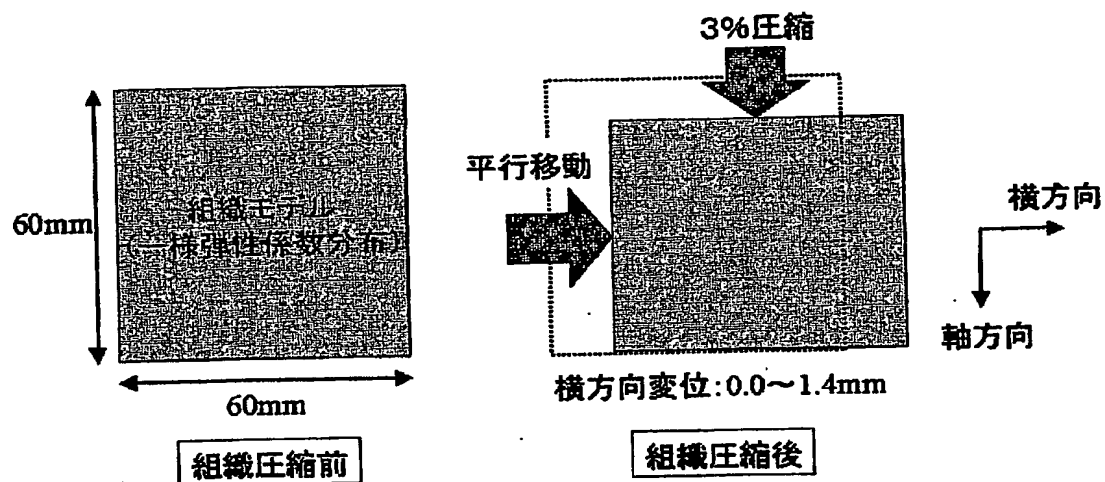 3%圧縮
平行移動
60mm
組織モデル
(一様弾性係数分布)
横方向
軸方向
60mm
横方向変位:0.0〜1.4mm
組織圧縮前
組織圧縮後